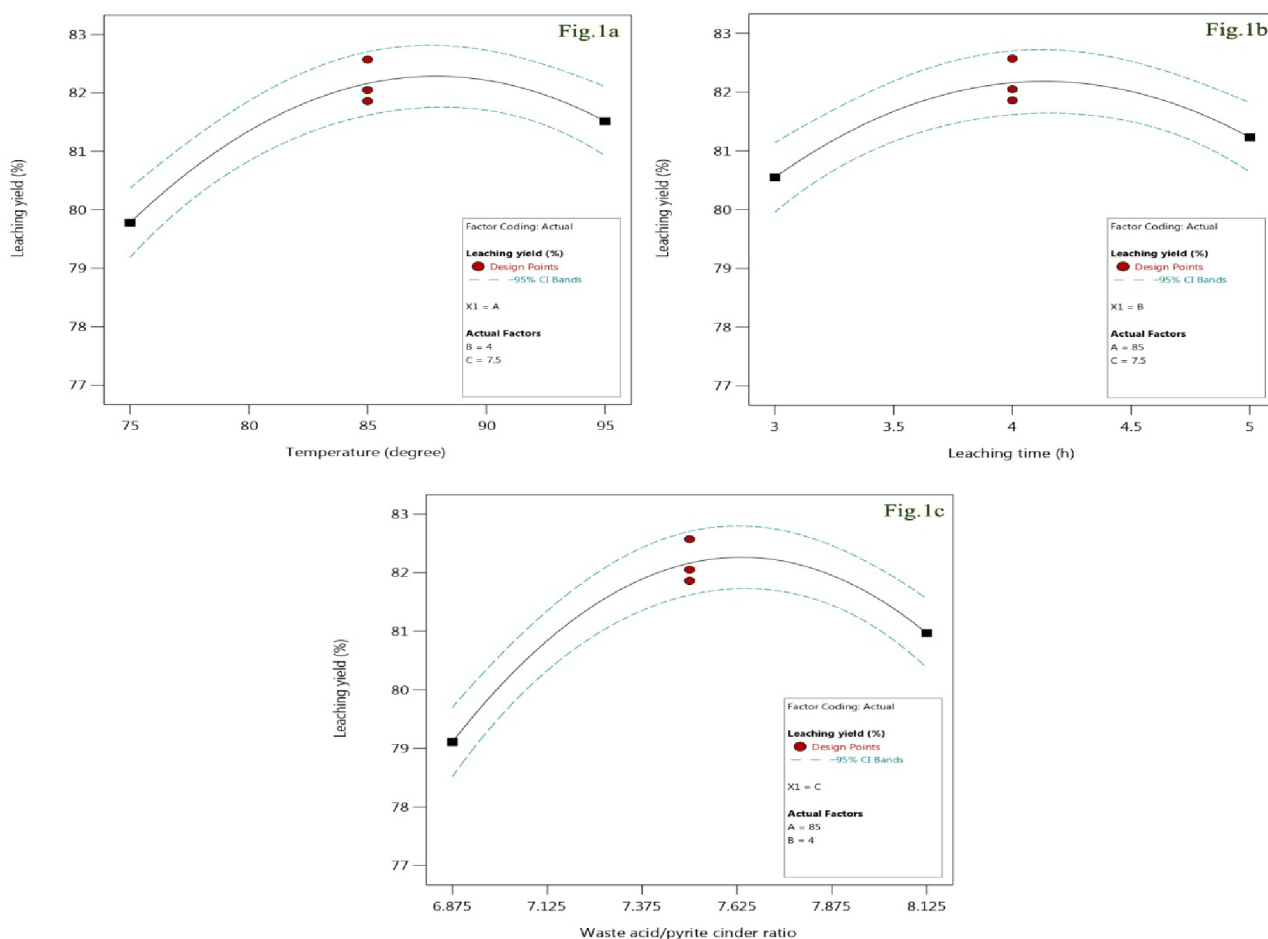 Fig.1a
83
82
81
80
79
78
77
Leaching yield (%)
Factor Coding: Actual
Leaching yield (%)
Design Points
~95% CI Bands
X1 = A
Actual Factors
B = 4
C = 7.5
75 80 85 90 95
Temperature (degree)
Fig.1b
83
82
81
80
79
78
77
Leaching yield (%)
Factor Coding: Actual
Leaching yield (%)
Design Points
~95% CI Bands
X1 = B
Actual Factors
A = 85
C = 7.5
3 3.5 4 4.5 5
Leaching time (h)
Fig.1c
83
82
81
80
79
78
77
Leaching yield (%)
Factor Coding: Actual
Leaching yield (%)
Design Points
~95% CI Bands
X1 = C
Actual Factors
A = 85
B = 4
6.875 7.125 7.375 7.625 7.875 8.125
Waste acid/pyrite cinder ratio